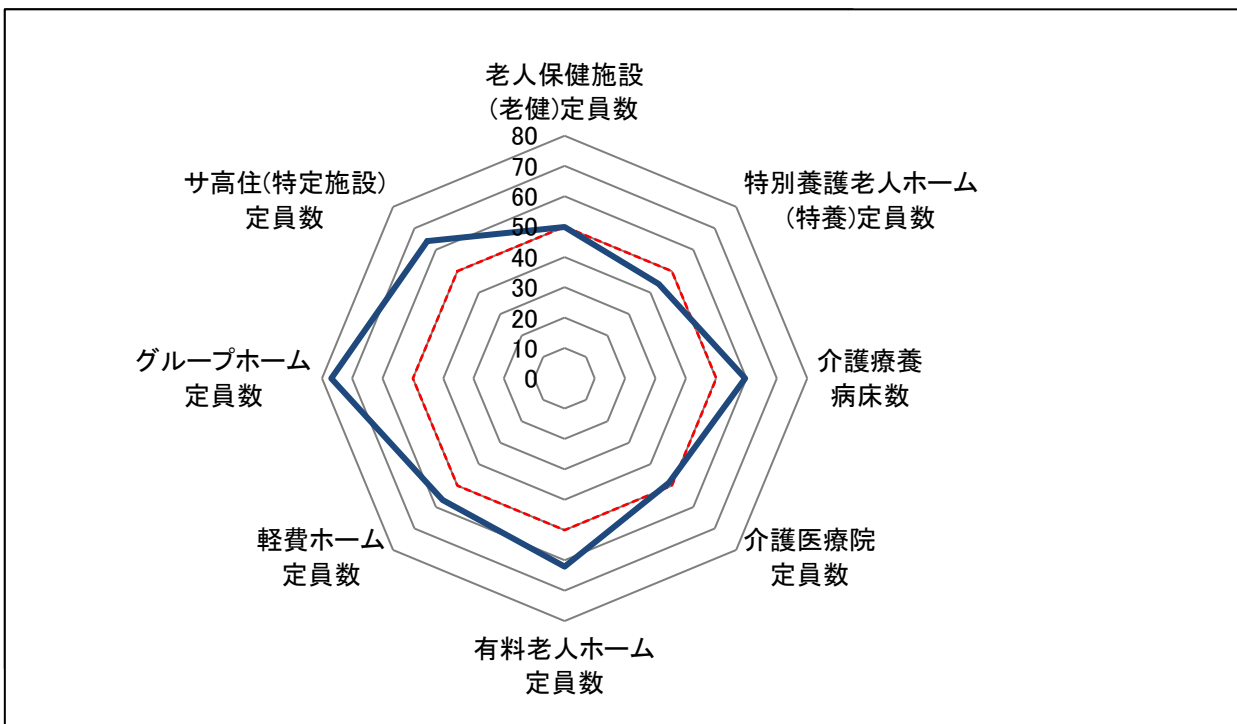 老人保健施設
(老健)定員数
80
70
60
50
40
30
20
10
0
特別養護老人ホーム
(特養)定員数
介護療養
病床数
介護医療院
定員数
有料老人ホーム
定員数
軽費ホーム
定員数
グループホーム
定員数
サ高住(特定施設)
定員数